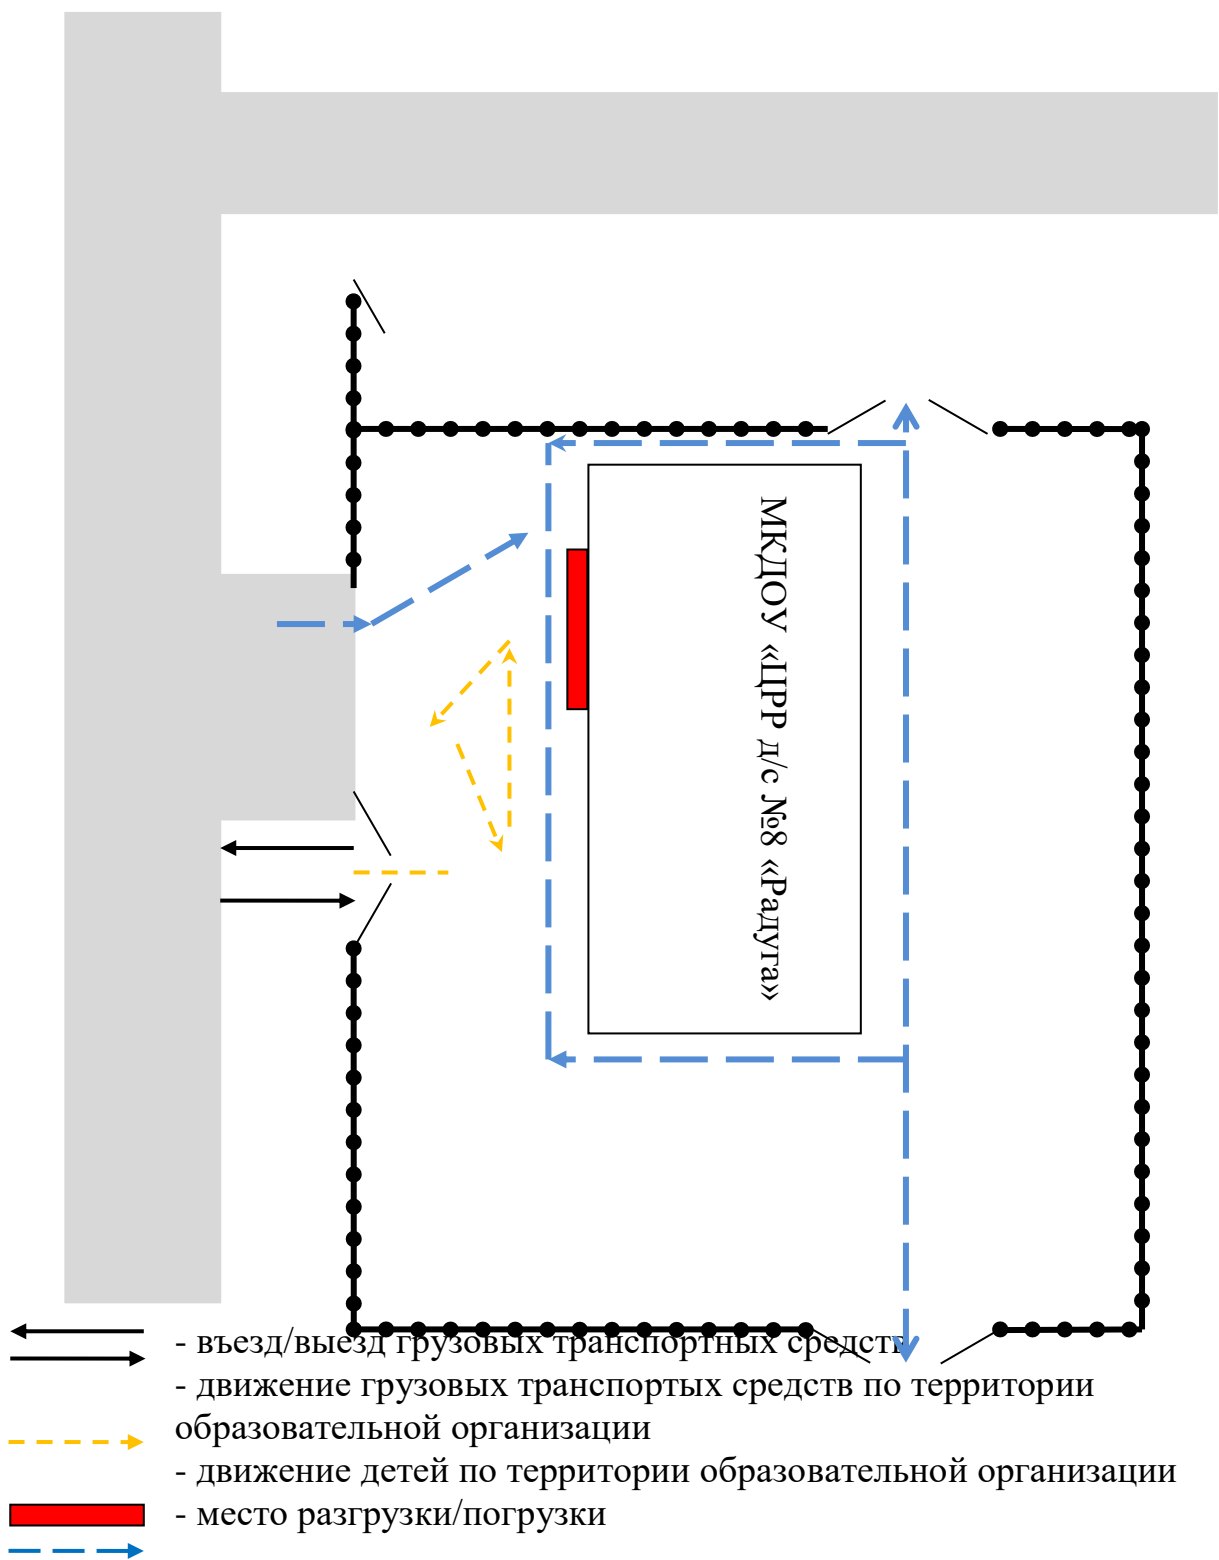 МКДОУ «ЦРР д/с №8 «Радуга»
- въезд/выезд грузовых транспортных средств
- движение грузовых транспортых средств по территории
образовательной организации
- движение детей по территории образовательной организации
- место разгрузки/погрузки